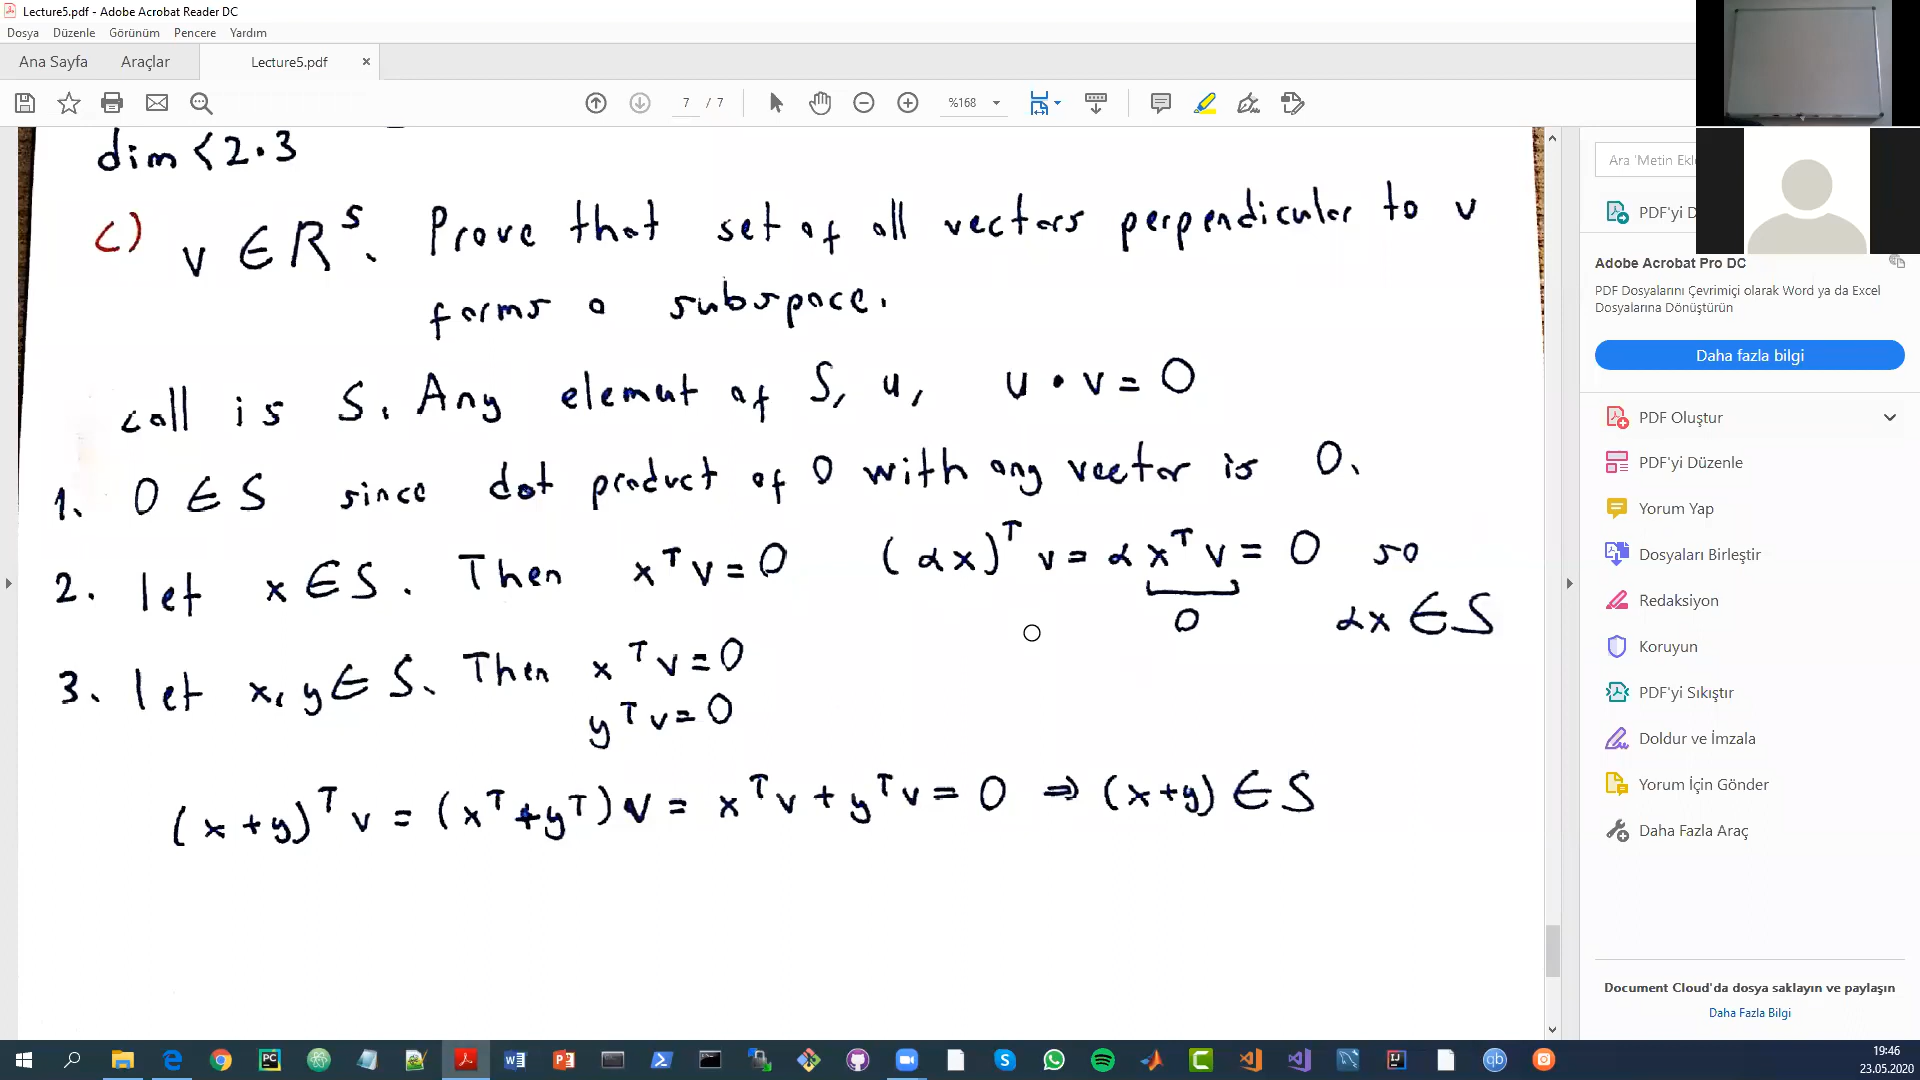 Lecture5.pdf - Adobe Acrobat Reader DC
Dosya Düzenle Görünüm Pencere Yardım
Ana Sayfa Araçlar Lecture5.pdf ×
7 / 7 %168
dim < 2.3
c) v ∈ R⁵. Prove that set of all vectors perpendicular to v
forms a subspace.
call is S. Any element of S, u, u • v = 0
1. 0 ∈ S since dot product of 0 with any vector is 0.
2. let x ∈ S. Then xᵀv = 0 (αx)ᵀv = αxᵀv = 0 so
0 αx ∈ S
3. let x, y ∈ S. Then xᵀv = 0
yᵀv = 0
(x+y)ᵀv = (xᵀ+yᵀ)v = xᵀv + yᵀv = 0 ⇒ (x+y) ∈ S
Ara 'Metin Ekl
PDF'yi D
Adobe Acrobat Pro DC
PDF Dosyalarını Çevrimiçi olarak Word ya da Excel
Dosyalarına Dönüştürün
Daha fazla bilgi
PDF Oluştur
PDF'yi Düzenle
Yorum Yap
Dosyaları Birleştir
Redaksiyon
Koruyun
PDF'yi Sıkıştır
Doldur ve İmzala
Yorum İçin Gönder
Daha Fazla Araç
Document Cloud'da dosya saklayın ve paylaşın
Daha Fazla Bilgi
19:46
23.05.2020